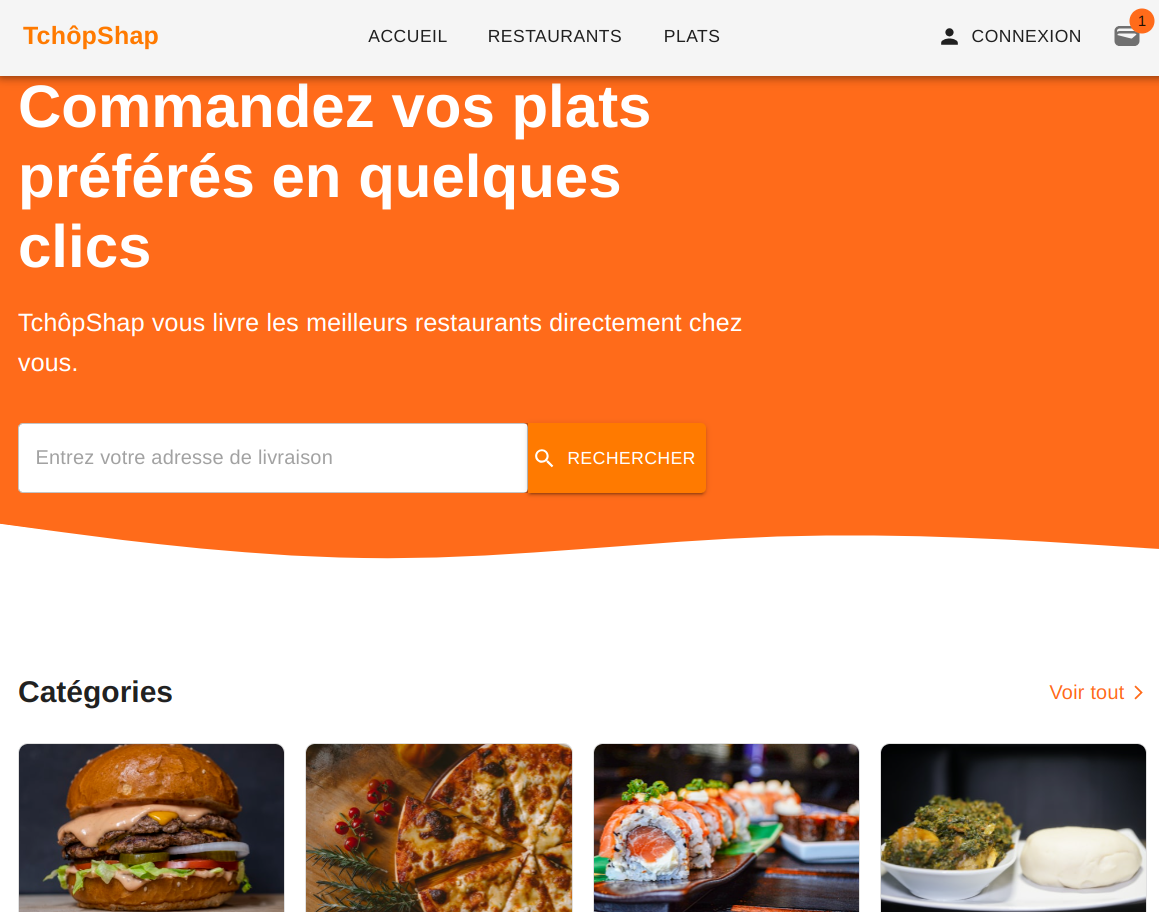 TchôpShap
ACCUEIL
RESTAURANTS
PLATS
CONNEXION
1
Commandez vos plats
préférés en quelques
clics
TchôpShap vous livre les meilleurs restaurants directement chez
vous.
Entrez votre adresse de livraison
RECHERCHER
Catégories
Voir tout